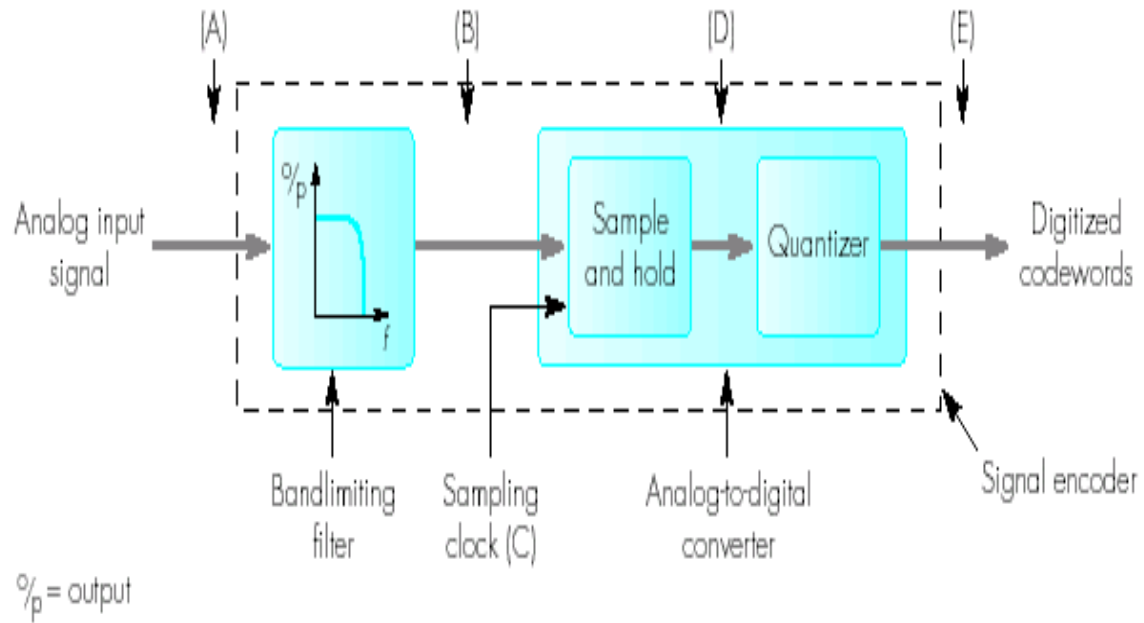 (A)
(B)
(D)
(E)
Analog input
signal
o/p
f
Sample
and hold
Quantizer
Digitized
codewords
Bandlimiting
filter
Sampling
clock (C)
Analog-to-digital
converter
Signal encoder
o/p = output